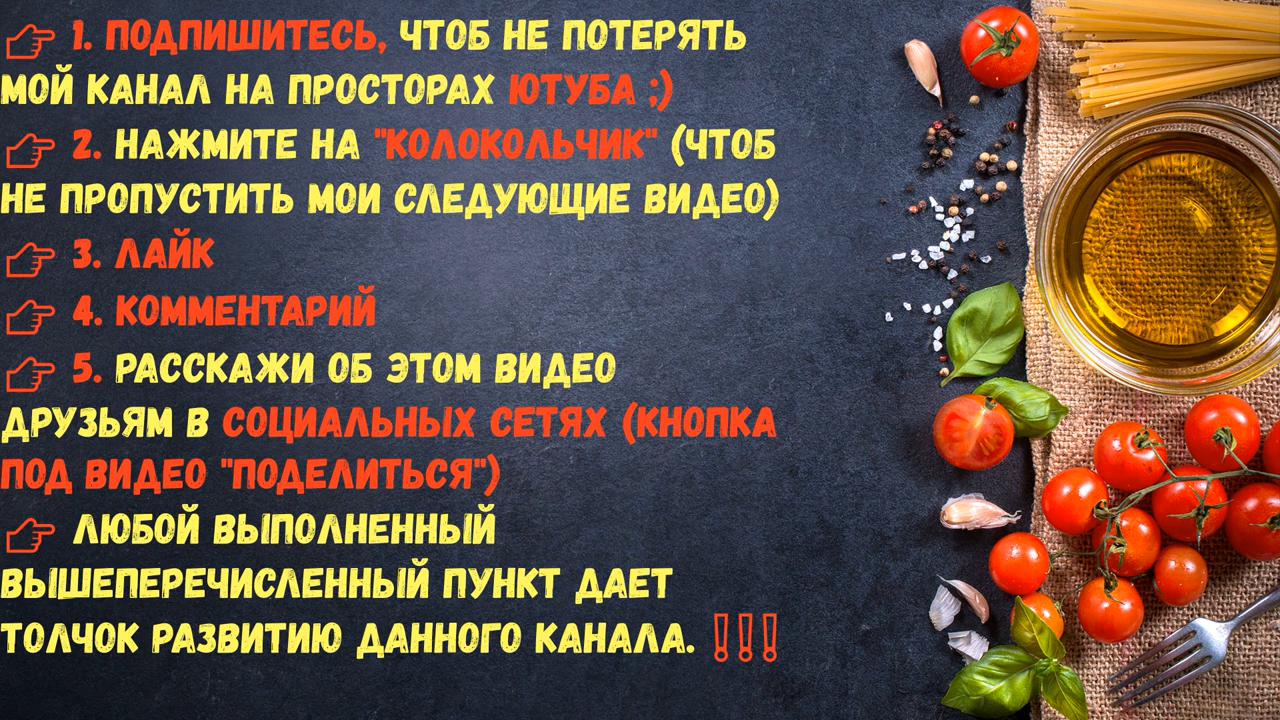 👉 1. ПОДПИШИТЕСЬ, ЧТОБ НЕ ПОТЕРЯТЬ
МОЙ КАНАЛ НА ПРОСТОРАХ ЮТУБА ;)
👉 2. НАЖМИТЕ НА "КОЛОКОЛЬЧИК" (ЧТОБ
НЕ ПРОПУСТИТЬ МОИ СЛЕДУЮЩИЕ ВИДЕО)
👉 3. ЛАЙК
👉 4. КОММЕНТАРИЙ
👉 5. РАССКАЖИ ОБ ЭТОМ ВИДЕО
ДРУЗЬЯМ В СОЦИАЛЬНЫХ СЕТЯХ (КНОПКА
ПОД ВИДЕО "ПОДЕЛИТЬСЯ")
👉 ЛЮБОЙ ВЫПОЛНЕННЫЙ
ВЫШЕПЕРЕЧИСЛЕННЫЙ ПУНКТ ДАЕТ
ТОЛЧОК РАЗВИТИЮ ДАННОГО КАНАЛА. !!!